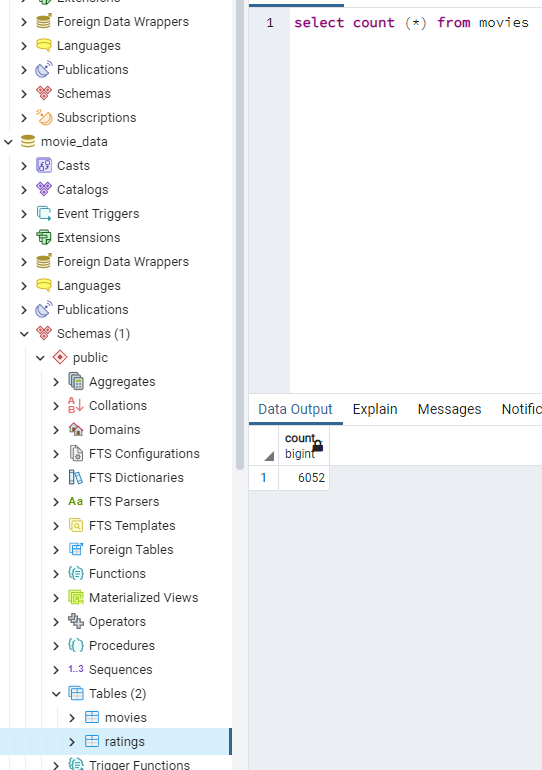 Extensions
Foreign Data Wrappers
Languages
Publications
Schemas
Subscriptions
movie_data
Casts
Catalogs
Event Triggers
Extensions
Foreign Data Wrappers
Languages
Publications
Schemas (1)
public
Aggregates
Collations
Domains
FTS Configurations
FTS Dictionaries
Aa FTS Parsers
FTS Templates
Foreign Tables
Functions
Materialized Views
Operators
Procedures
1..3 Sequences
Tables (2)
movies
ratings
Trigger Functions
1 select count (*) from movies
Data Output Explain Messages Notific
count
bigint
1 6052